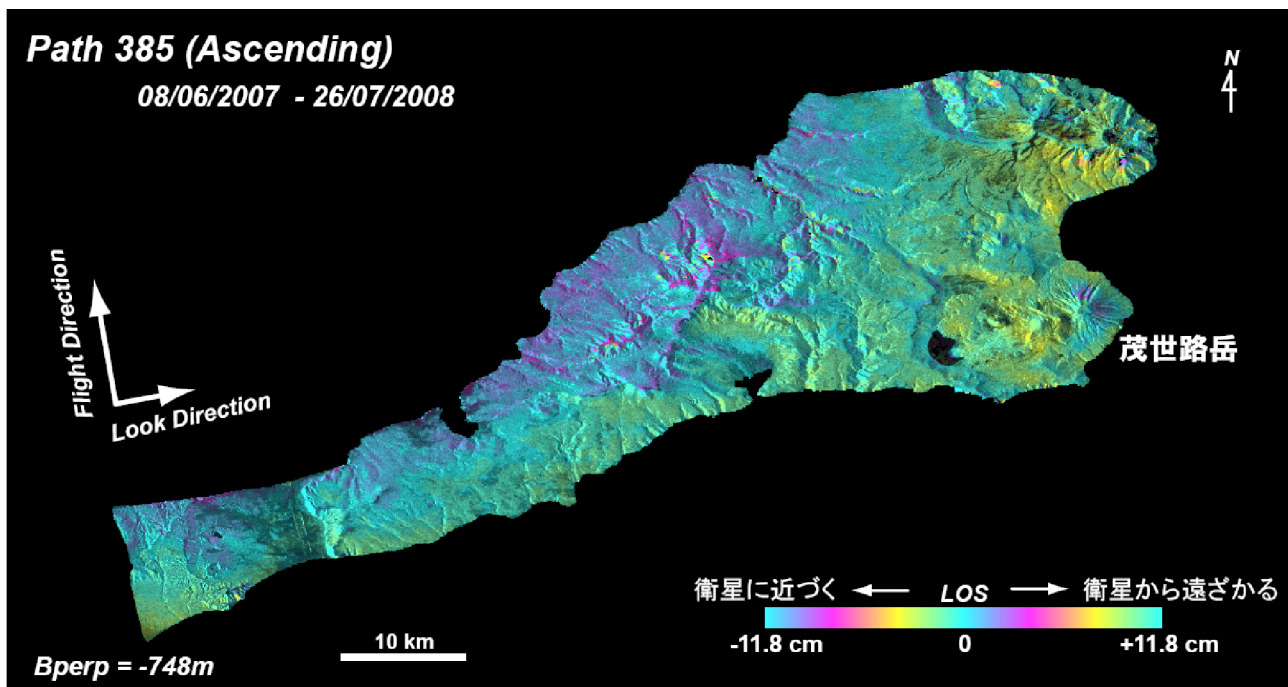 Path 385 (Ascending)
08/06/2007 - 26/07/2008
N
Flight Direction
Look Direction
茂世路岳
衛星に近づく ← LOS → 衛星から遠ざかる
-11.8 cm 0 +11.8 cm
10 km
Bperp = -748m